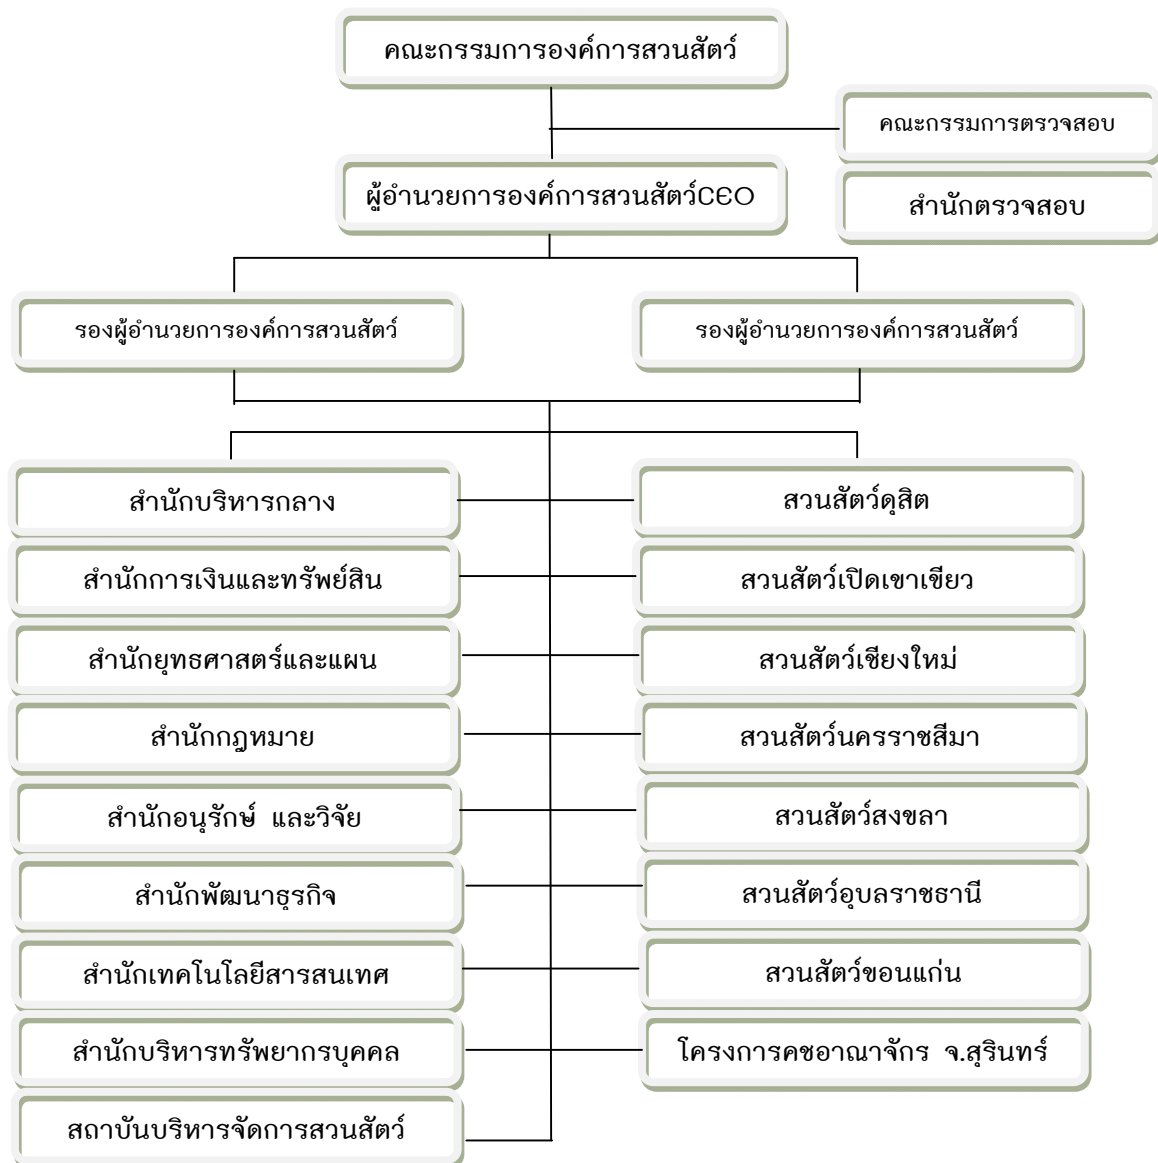 คณะกรรมการองค์การสวนสัตว์
คณะกรรมการตรวจสอบ
ผู้อำนวยการองค์การสวนสัตว์CEO
สำนักตรวจสอบ
รองผู้อำนวยการองค์การสวนสัตว์
รองผู้อำนวยการองค์การสวนสัตว์
สำนักบริหารกลาง
สวนสัตว์ดุสิต
สำนักการเงินและทรัพย์สิน
สวนสัตว์เปิดเขาเขียว
สำนักยุทธศาสตร์และแผน
สวนสัตว์เชียงใหม่
สำนักกฎหมาย
สวนสัตว์นครราชสีมา
สำนักอนุรักษ์ และวิจัย
สวนสัตว์สงขลา
สำนักพัฒนาธุรกิจ
สวนสัตว์อุบลราชธานี
สำนักเทคโนโลยีสารสนเทศ
สวนสัตว์ขอนแก่น
สำนักบริหารทรัพยากรบุคคล
โครงการคชอาณาจักร จ.สุรินทร์
สถาบันบริหารจัดการสวนสัตว์